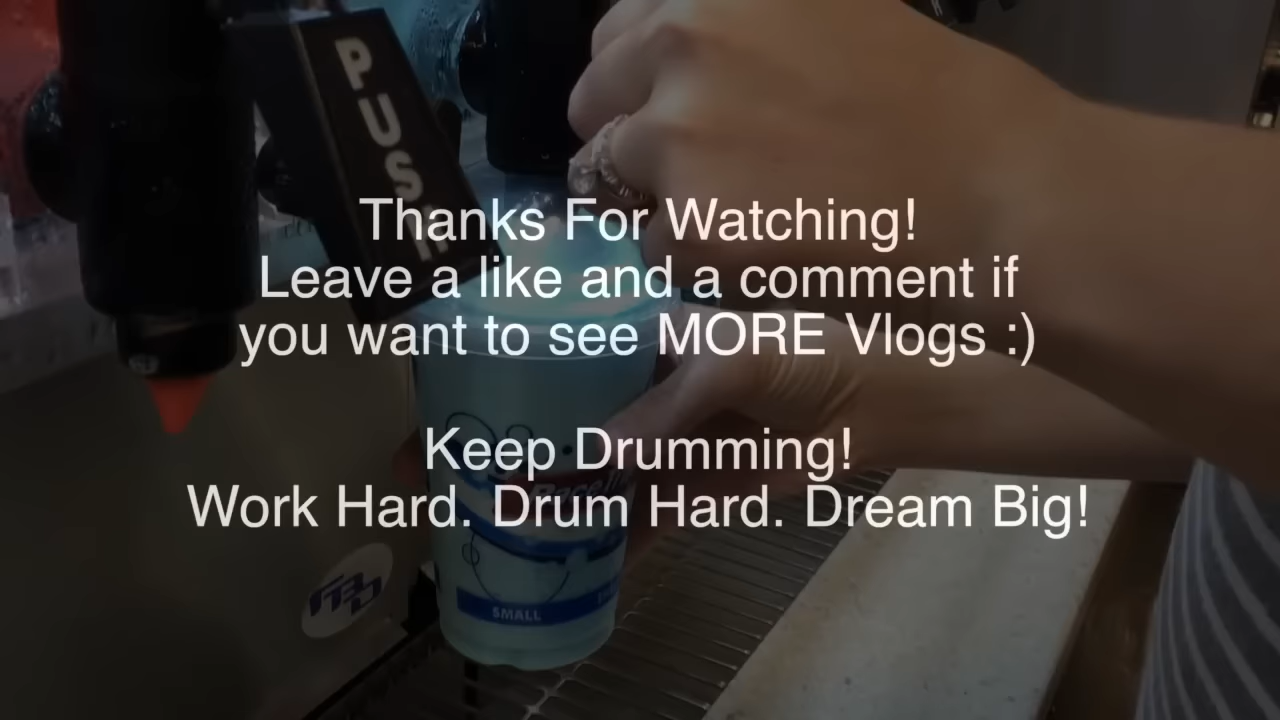 PUSH
Thanks For Watching!
Leave a like and a comment if
you want to see MORE Vlogs :)
Keep Drumming!
Work Hard. Drum Hard. Dream Big!
FBD
SMALL